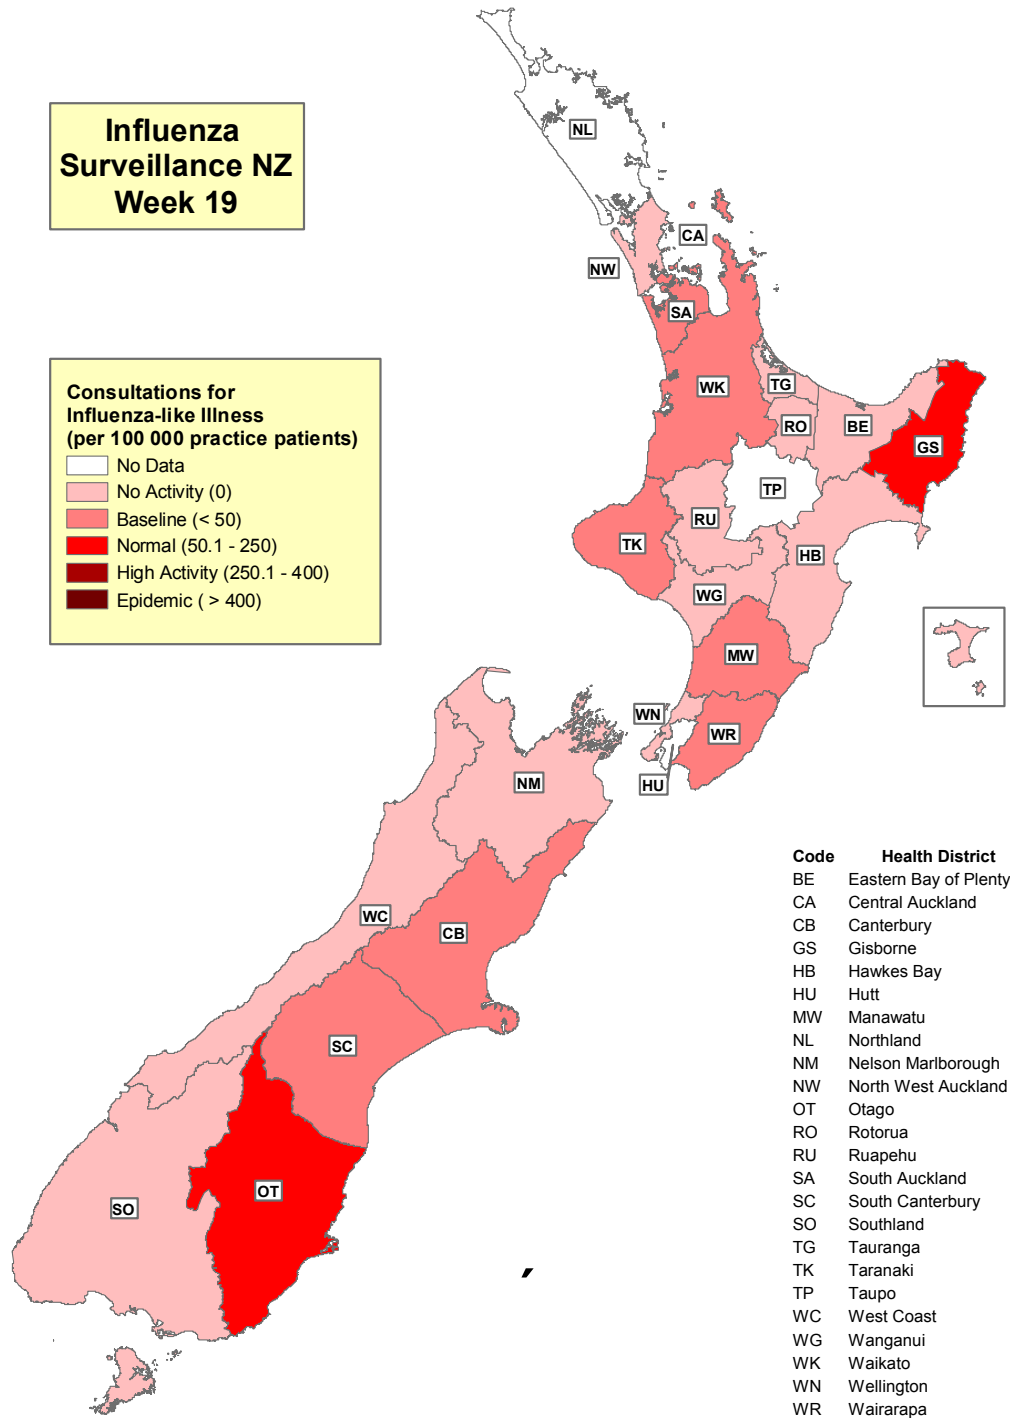 Influenza
Surveillance NZ
Week 19
NL
CA
NW
SA
WK
TG
RO
BE
GS
TP
RU
TK
HB
WG
MW
WN
WR
HU
NM
WC
CB
SC
OT
SO
Consultations for
Influenza-like Illness
(per 100 000 practice patients)
No Data
No Activity (0)
Baseline (< 50)
Normal (50.1 - 250)
High Activity (250.1 - 400)
Epidemic ( > 400)
Code Health District
BE Eastern Bay of Plenty
CA Central Auckland
CB Canterbury
GS Gisborne
HB Hawkes Bay
HU Hutt
MW Manawatu
NL Northland
NM Nelson Marlborough
NW North West Auckland
OT Otago
RO Rotorua
RU Ruapehu
SA South Auckland
SC South Canterbury
SO Southland
TG Tauranga
TK Taranaki
TP Taupo
WC West Coast
WG Wanganui
WK Waikato
WN Wellington
WR Wairarapa